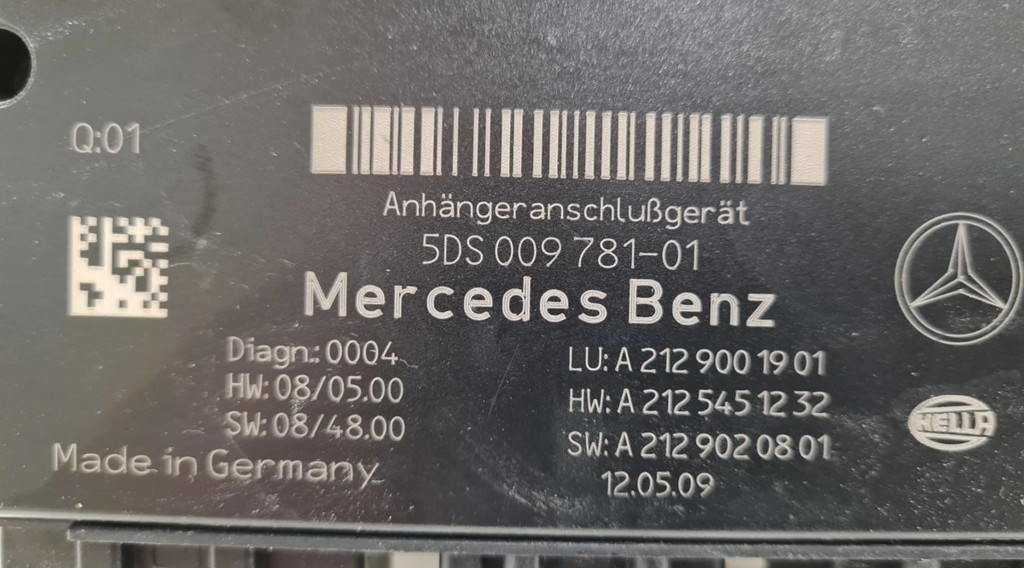 Q:01
Anhängeranschlußgerät
5DS 009 781-01
Mercedes Benz
Diagn.: 0004
HW: 08/05.00
SW: 08/48.00
Made in Germany
LU: A 212 900 19 01
HW: A 212 545 12 32
SW: A 212 902 08 01
12.05.09
HELLA